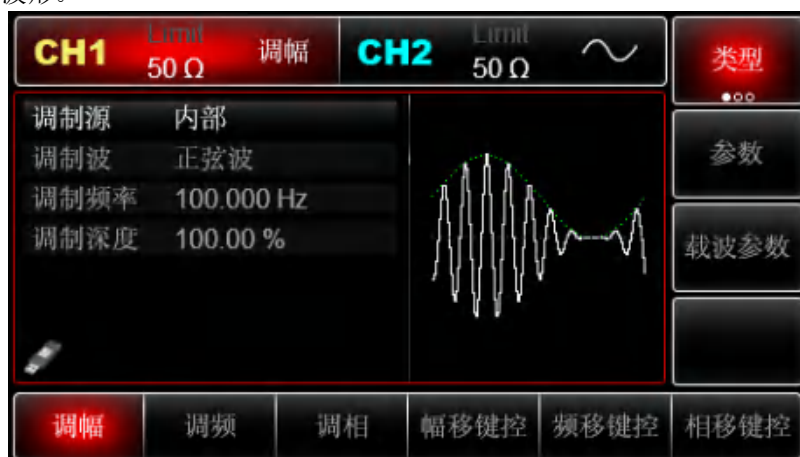 波形。
CH1 Limit 50 Ω 调幅 CH2 Limit 50 Ω
类型
调制源 内部
调制波 正弦波
参数
调制频率 100.000 Hz
调制深度 100.00 %
载波参数
调幅 调频 调相 幅移键控 频移键控 相移键控